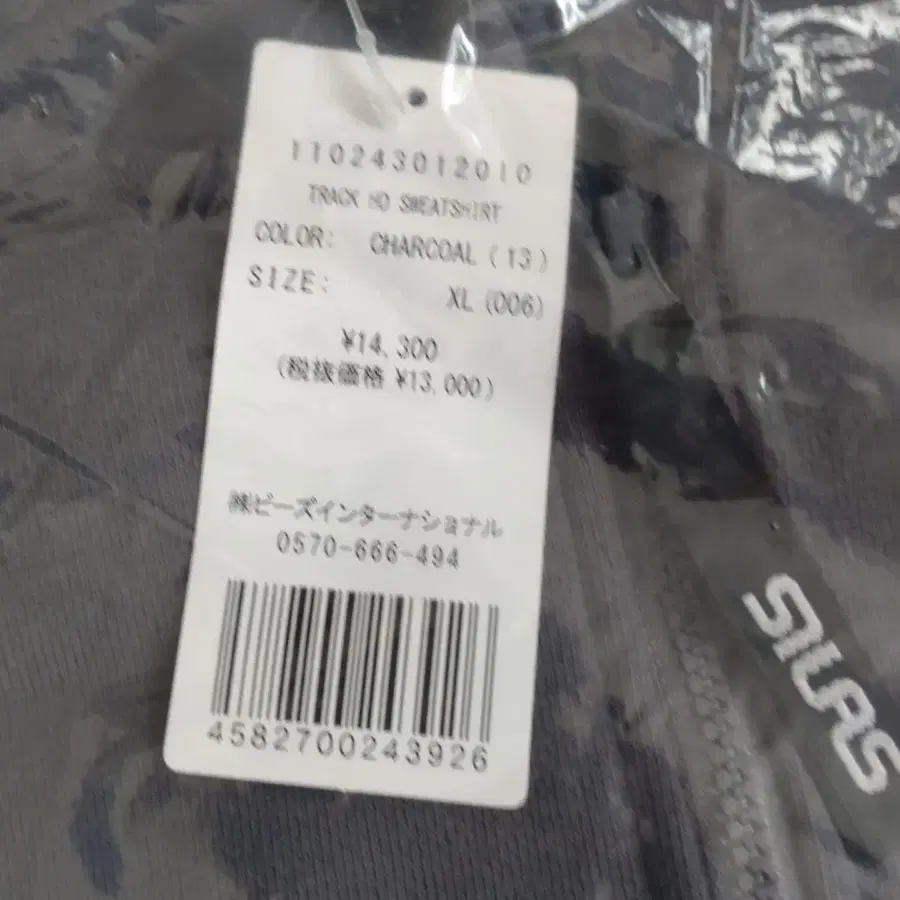 110243012010
TRACK HD SWEATSHIRT
COLOR: CHARCOAL (13)
SIZE: XL (006)
¥14,300
(税抜価格 ¥13,000)
㈱ビーズインターナショナル
0570-666-494
4582700243926
SILAS